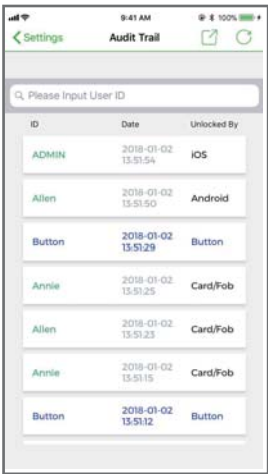 9:41 AM 100%
Settings Audit Trail
Please Input User ID
ID Date Unlocked By
ADMIN 2018-01-02 13:51:54 iOS
Allen 2018-01-02 13:51:50 Android
Button 2018-01-02 13:51:29 Button
Annie 2018-01-02 13:51:25 Card/Fob
Allen 2018-01-02 13:51:23 Card/Fob
Annie 2018-01-02 13:51:15 Card/Fob
Button 2018-01-02 13:51:12 Button